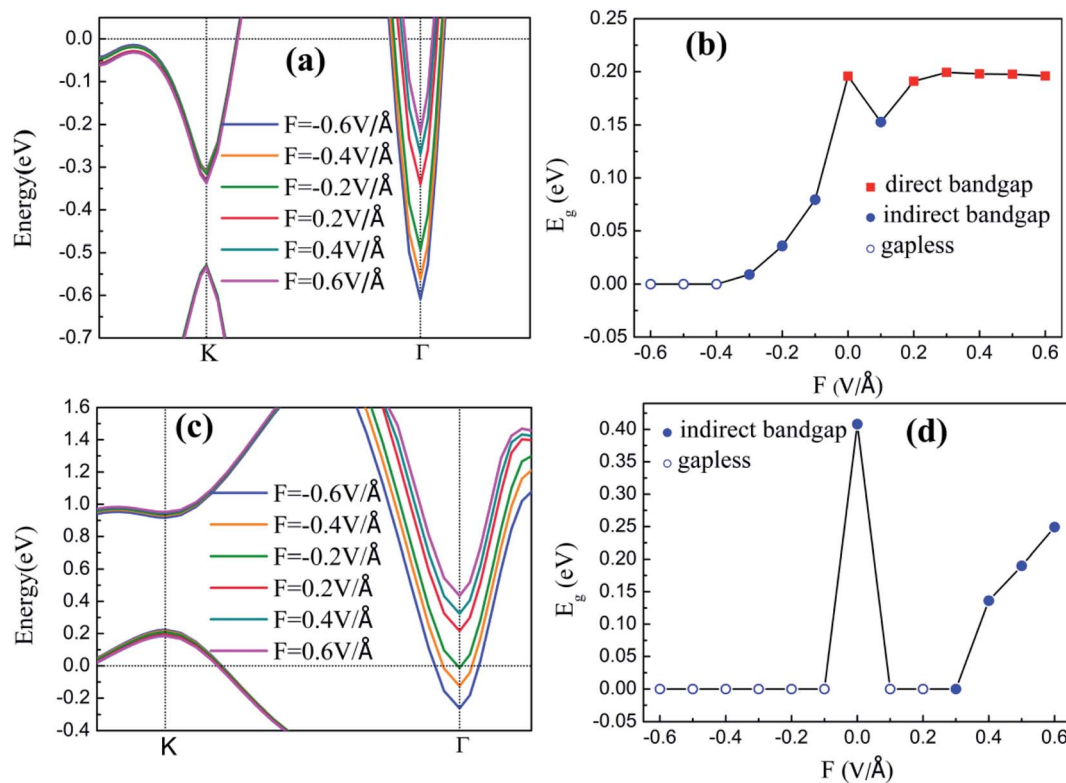 (a)
0.0
-0.1
-0.2
-0.3
-0.4
-0.5
-0.6
-0.7
Energy(eV)
F=-0.6V/Å
F=-0.4V/Å
F=-0.2V/Å
F=0.2V/Å
F=0.4V/Å
F=0.6V/Å
K
Γ
(b)
0.25
0.20
0.15
0.10
0.05
0.00
-0.05
E_g (eV)
direct bandgap
indirect bandgap
gapless
-0.6 -0.4 -0.2 0.0 0.2 0.4 0.6
F (V/Å)
(c)
1.6
1.4
1.2
1.0
0.8
0.6
0.4
0.2
0.0
-0.2
-0.4
Energy(eV)
F=-0.6V/Å
F=-0.4V/Å
F=-0.2V/Å
F=0.2V/Å
F=0.4V/Å
F=0.6V/Å
K
Γ
(d)
indirect bandgap
gapless
0.40
0.35
0.30
0.25
0.20
0.15
0.10
0.05
0.00
-0.05
E_g (eV)
-0.6 -0.4 -0.2 0.0 0.2 0.4 0.6
F (V/Å)